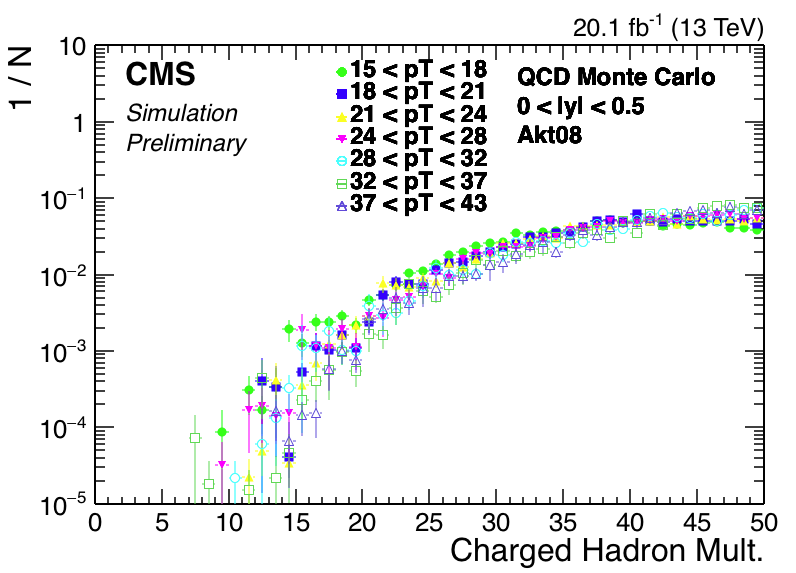 20.1 fb⁻¹ (13 TeV)
1 / N
10
1
10⁻¹
10⁻²
10⁻³
10⁻⁴
10⁻⁵
CMS
Simulation
Preliminary
15 < pT < 18
18 < pT < 21
21 < pT < 24
24 < pT < 28
28 < pT < 32
32 < pT < 37
37 < pT < 43
QCD Monte Carlo
0 < lyl < 0.5
Akt08
0 5 10 15 20 25 30 35 40 45 50
Charged Hadron Mult.